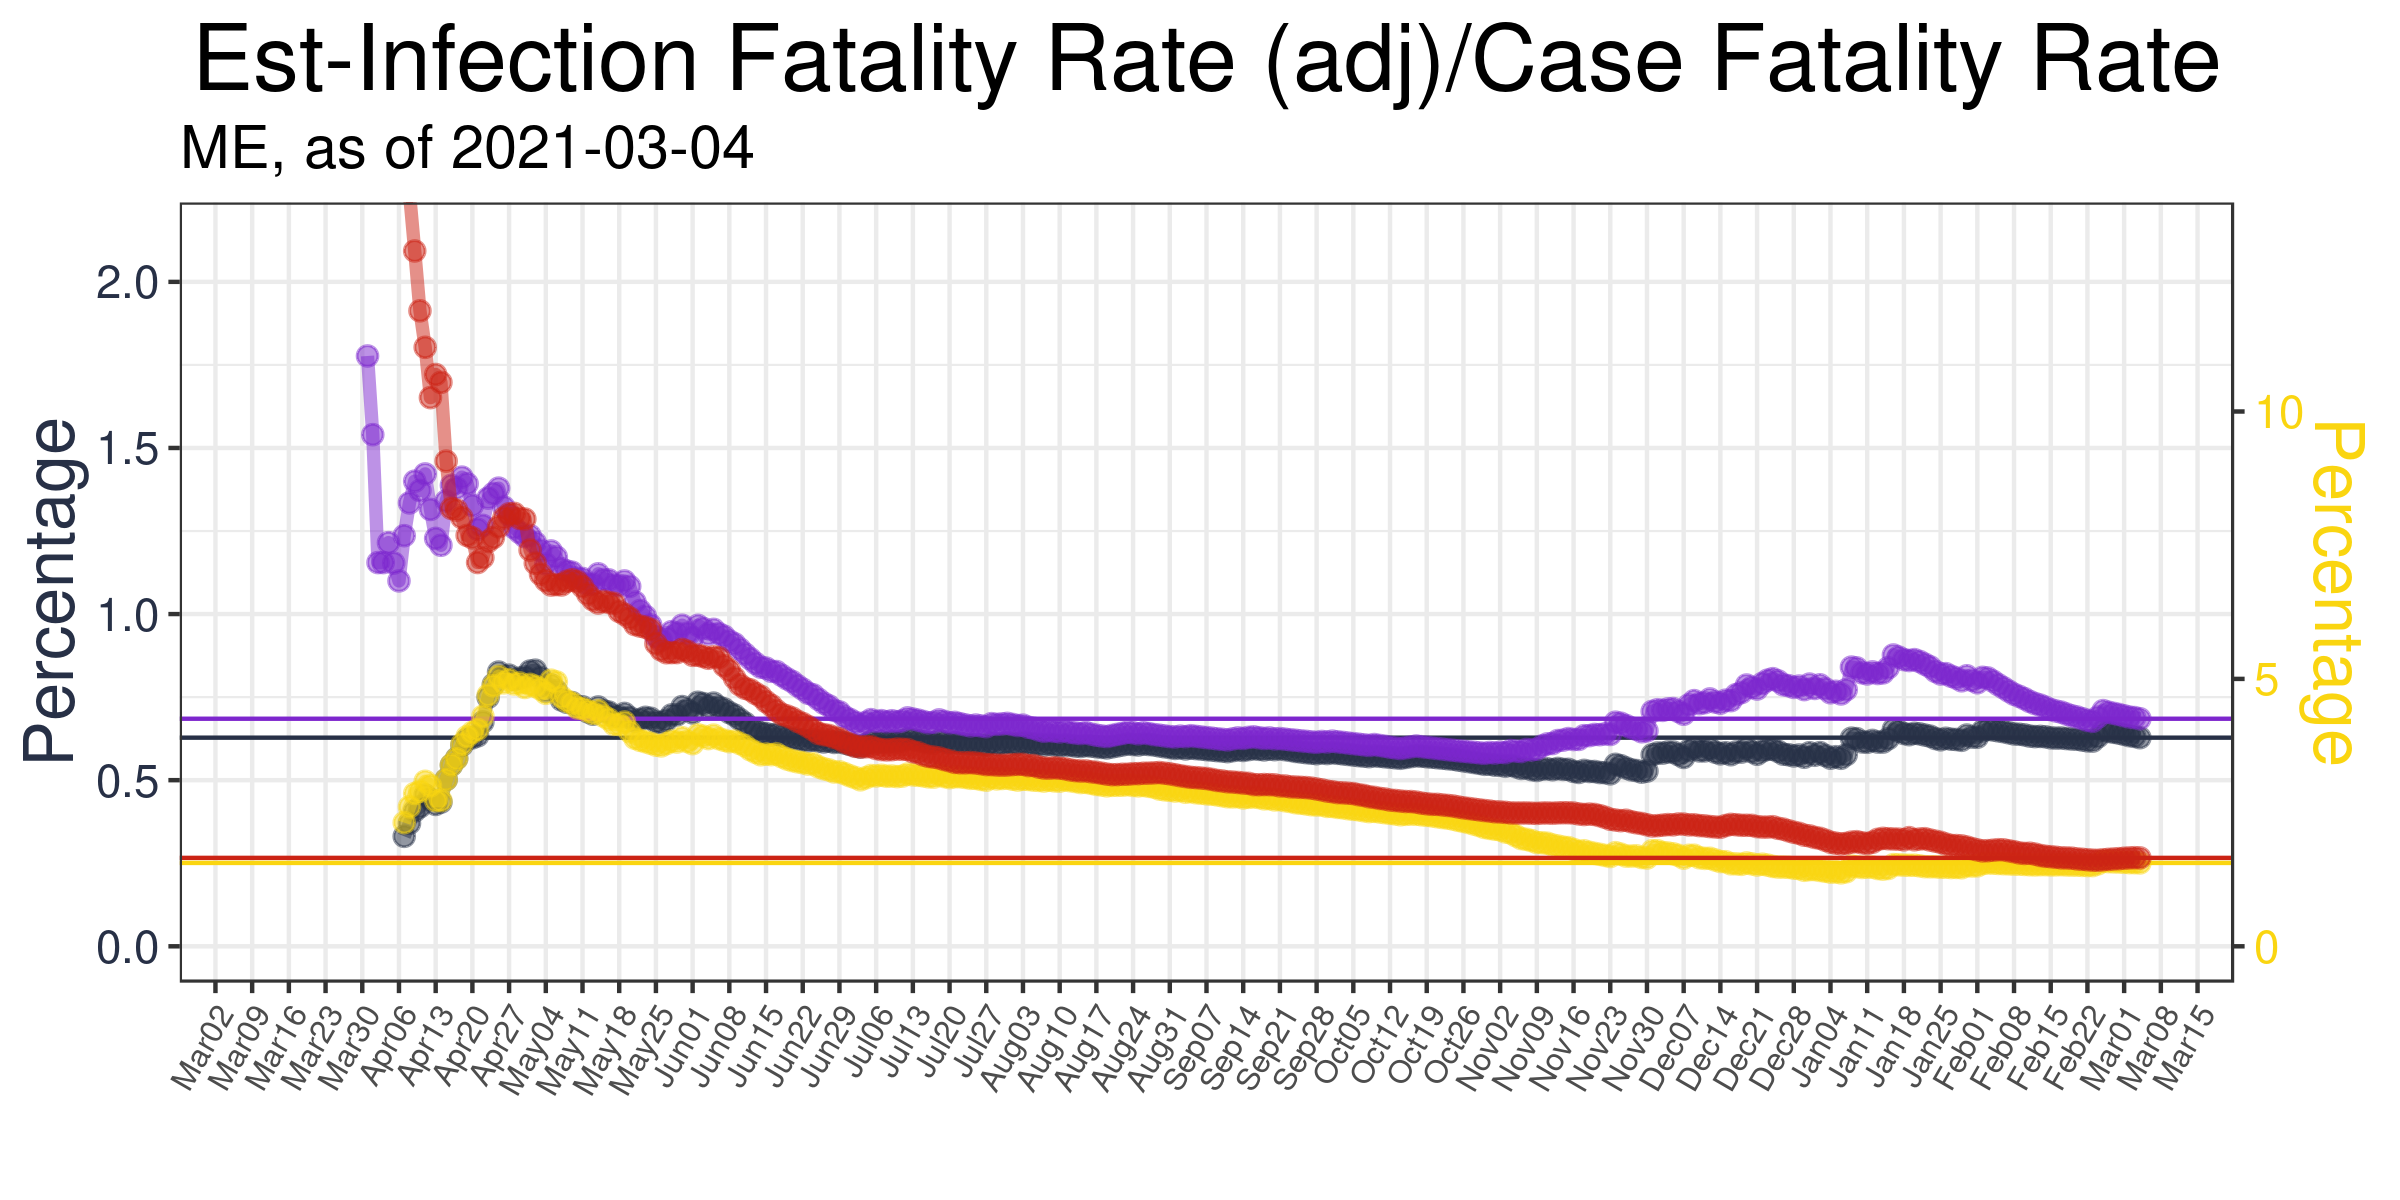 Est-Infection Fatality Rate (adj)/Case Fatality Rate
ME, as of 2021-03-04
Percentage
2.0
1.5
1.0
0.5
0.0
10
5
0
Percentage
Mar02
Mar09
Mar16
Mar23
Mar30
Apr06
Apr13
Apr20
Apr27
May04
May11
May18
May25
Jun01
Jun08
Jun15
Jun22
Jun29
Jul06
Jul13
Jul20
Jul27
Aug03
Aug10
Aug17
Aug24
Aug31
Sep07
Sep14
Sep21
Sep28
Oct05
Oct12
Oct19
Oct26
Nov02
Nov09
Nov16
Nov23
Nov30
Dec07
Dec14
Dec21
Dec28
Jan04
Jan11
Jan18
Jan25
Feb01
Feb08
Feb15
Feb22
Mar01
Mar08
Mar15